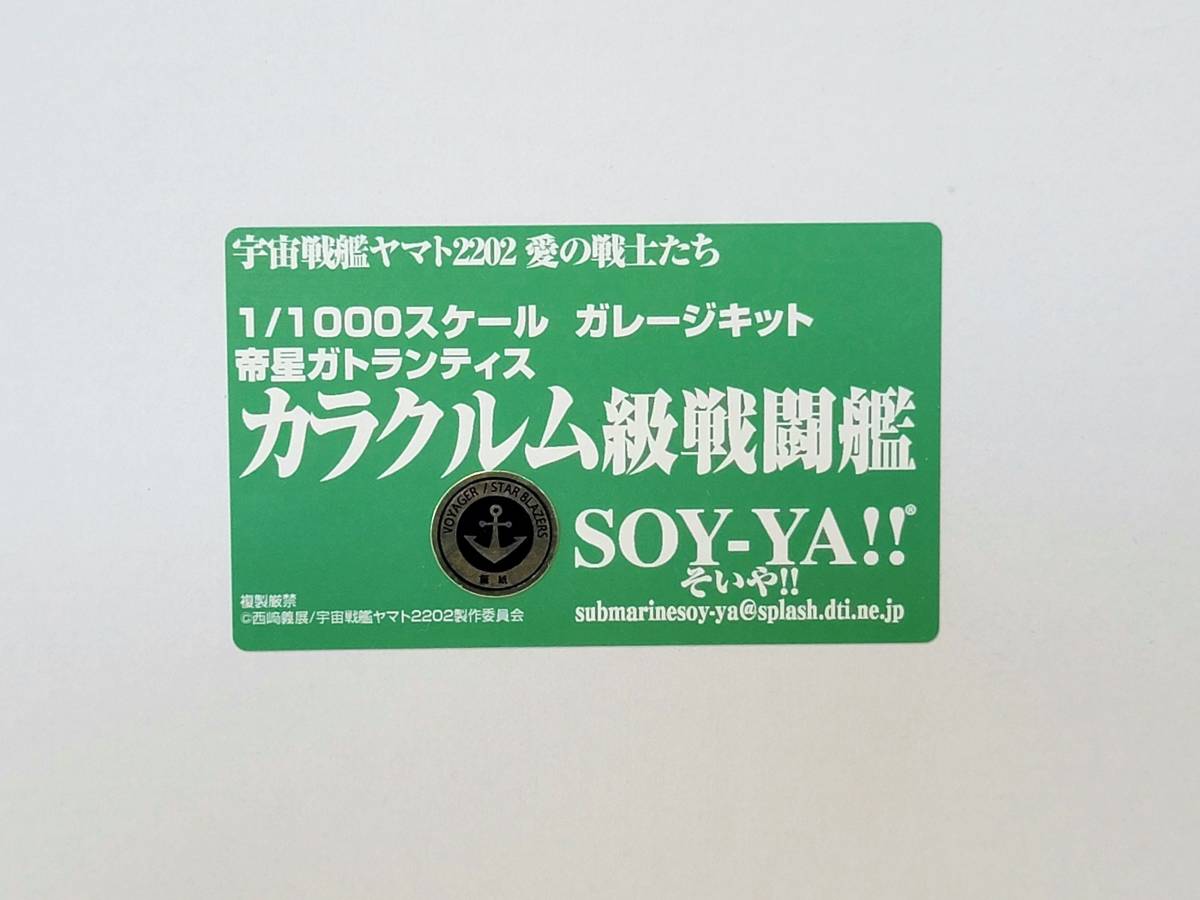 宇宙戦艦ヤマト2202 愛の戦士たち
1/1000スケール ガレージキット
帝星ガトランティス
カラクルム級戦闘艦
VOYAGER / STAR BLAZERS
SOY-YA!!®
そいや!!
submarinesoy-ya@splash.dti.ne.jp
複製厳禁
©西﨑義展/宇宙戦艦ヤマト2202製作委員会